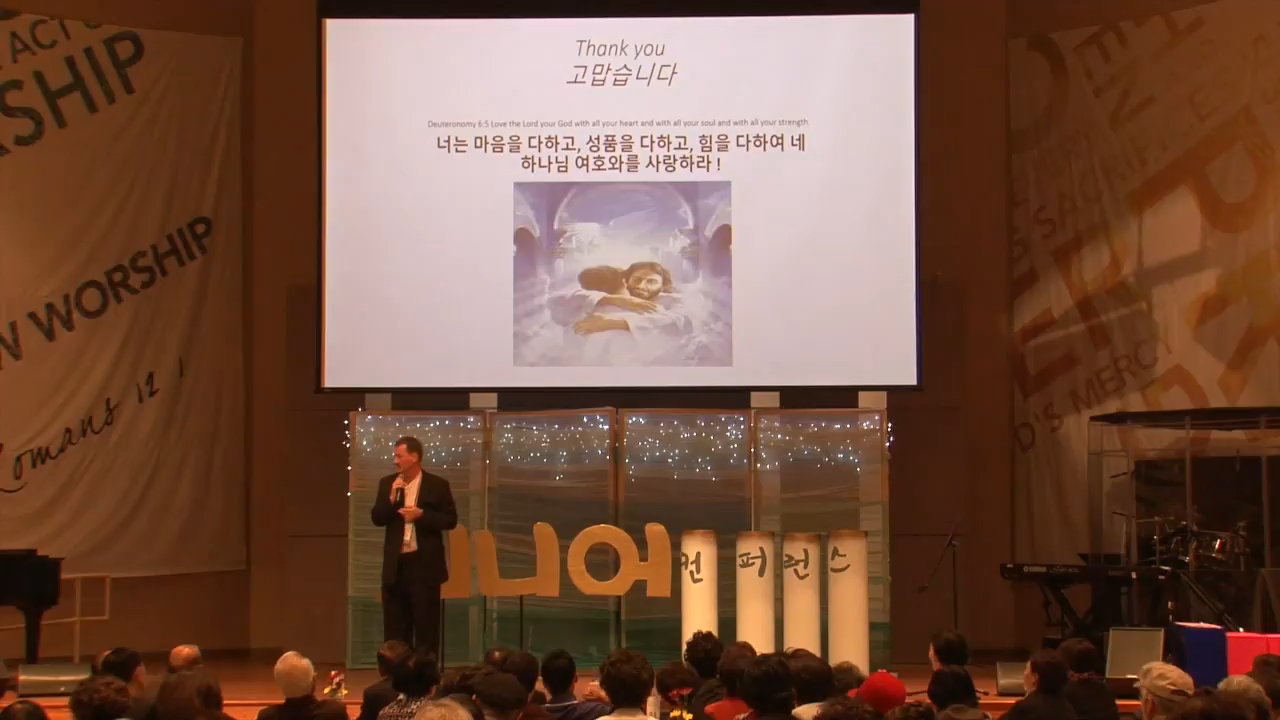 ACTS
SHIP
N WORSHIP
Romans 12 1
Thank you
고맙습니다
Deuteronomy 6:5 Love the Lord your God with all your heart and with all your soul and with all your strength.
너는 마음을 다하고, 성품을 다하고, 힘을 다하여 네
하나님 여호와를 사랑하라 !
니어
컨 퍼 런 스
D'S MERCY